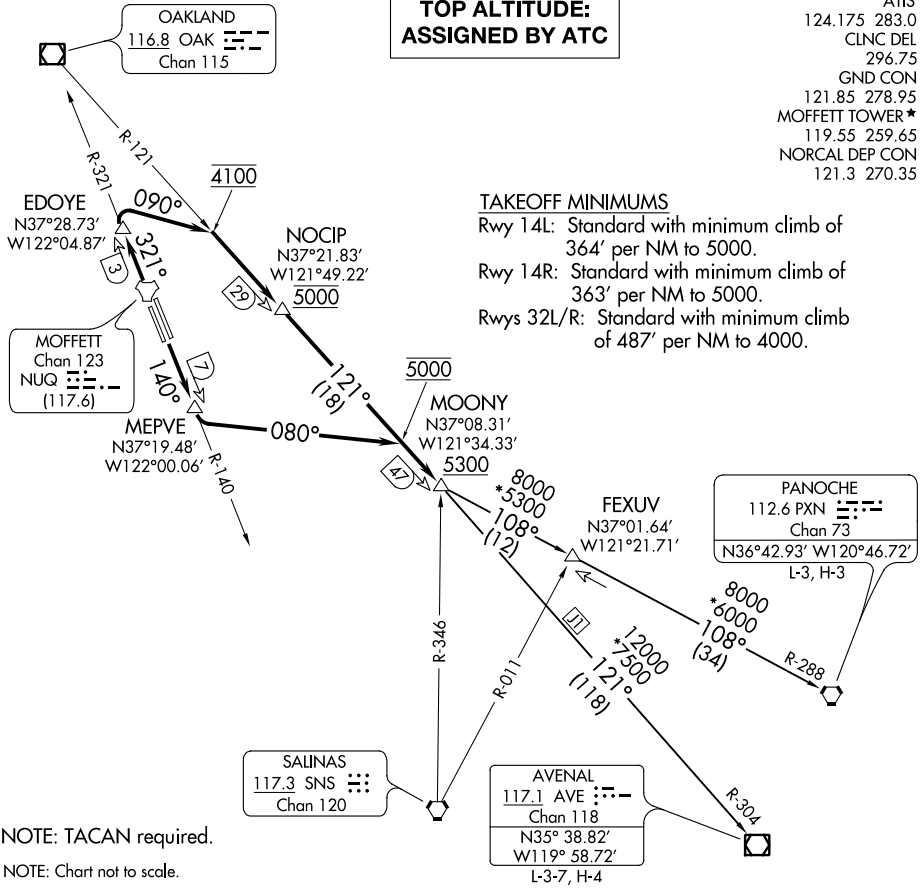 OAKLAND
116.8 OAK
Chan 115
TOP ALTITUDE:
ASSIGNED BY ATC
ATIS
124.175 283.0
CLNC DEL
296.75
GND CON
121.85 278.95
MOFFETT TOWER★
119.55 259.65
NORCAL DEP CON
121.3 270.35
R-321
R-121
4100
090°
EDOYE
N37°28.73'
W122°04.87'
NOCIP
N37°21.83'
W121°49.22'
5000
29
3
321°
TAKEOFF MINIMUMS
Rwy 14L: Standard with minimum climb of
364' per NM to 5000.
Rwy 14R: Standard with minimum climb of
363' per NM to 5000.
Rwys 32L/R: Standard with minimum climb
of 487' per NM to 4000.
MOFFETT
Chan 123
NUQ
(117.6)
140°
7
121°
(18)
5000
MOONY
N37°08.31'
W121°34.33'
5300
MEPVE
N37°19.48'
W122°00.06'
080°
R-140
47
8000
*5300
108°
(12)
FEXUV
N37°01.64'
W121°21.71'
PANOCHE
112.6 PXN
Chan 73
N36°42.93' W120°46.72'
L-3, H-3
8000
*6000
108°
(34)
R-288
J1
12000
*7500
121°
(118)
R-346
R-011
SALINAS
117.3 SNS
Chan 120
AVENAL
117.1 AVE
Chan 118
N35° 38.82'
W119° 58.72'
L-3-7, H-4
R-304
NOTE: TACAN required.
NOTE: Chart not to scale.